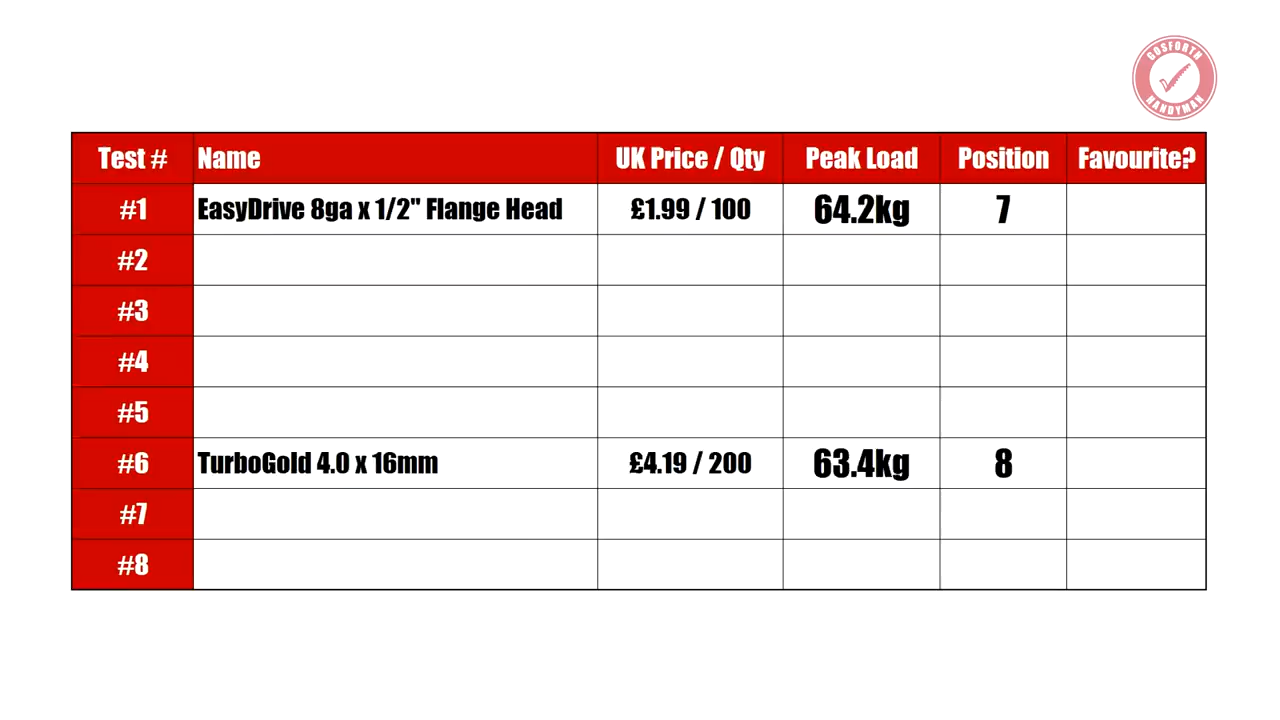 GOSFORTH
HANDYMAN
Test # Name UK Price / Qty Peak Load Position Favourite?
#1 EasyDrive 8ga x 1/2" Flange Head £1.99 / 100 64.2kg 7
#2
#3
#4
#5
#6 TurboGold 4.0 x 16mm £4.19 / 200 63.4kg 8
#7
#8